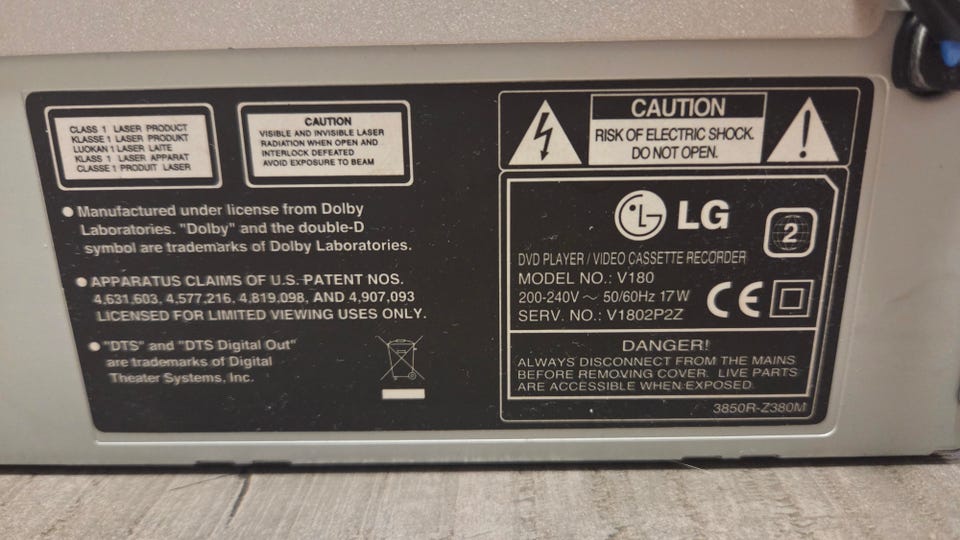 CLASS 1 LASER PRODUCT
KLASSE 1 LASER PRODUKT
LUOKAN 1 LASER LAITE
KLASS 1 LASER APPARAT
CLASSE 1 PRODUIT LASER
CAUTION
VISIBLE AND INVISIBLE LASER
RADIATION WHEN OPEN AND
INTERLOCK DEFEATED
AVOID EXPOSURE TO BEAM
● Manufactured under license from Dolby
Laboratories. "Dolby" and the double-D
symbol are trademarks of Dolby Laboratories.
● APPARATUS CLAIMS OF U.S. PATENT NOS.
4,631,603, 4,577,216, 4,819,098, AND 4,907,093
LICENSED FOR LIMITED VIEWING USES ONLY.
● "DTS" and "DTS Digital Out"
are trademarks of Digital
Theater Systems, Inc.
CAUTION
RISK OF ELECTRIC SHOCK.
DO NOT OPEN.
LG
2
DVD PLAYER / VIDEO CASSETTE RECORDER
MODEL NO.: V180
200-240V ~ 50/60Hz 17W
SERV. NO.: V1802P2Z
CE
DANGER!
ALWAYS DISCONNECT FROM THE MAINS
BEFORE REMOVING COVER. LIVE PARTS
ARE ACCESSIBLE WHEN EXPOSED.
3850R-Z380M